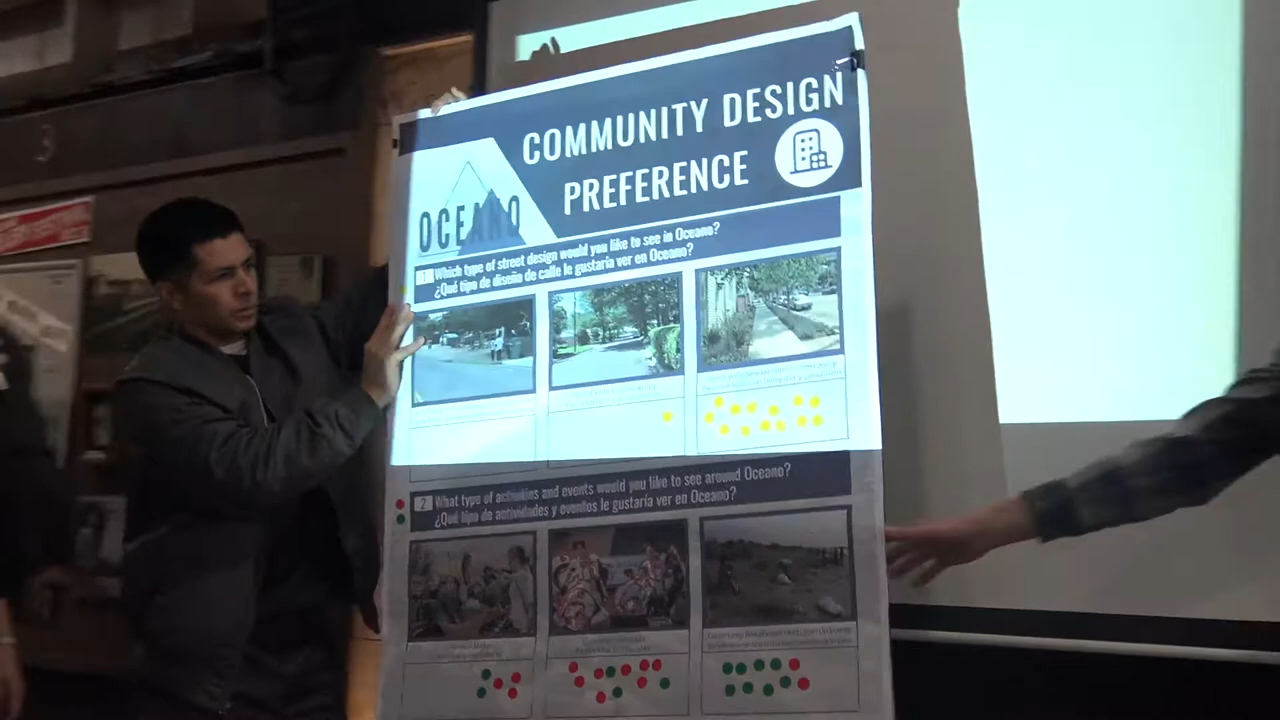 COMMUNITY DESIGN
PREFERENCE
OCEANO
1 Which type of street design would you like to see in Oceano?
¿Qué tipo de diseño de calle le gustaría ver en Oceano?
2 What type of activities and events would you like to see around Oceano?
¿Qué tipo de actividades y eventos le gustaría ver en Oceano?
3